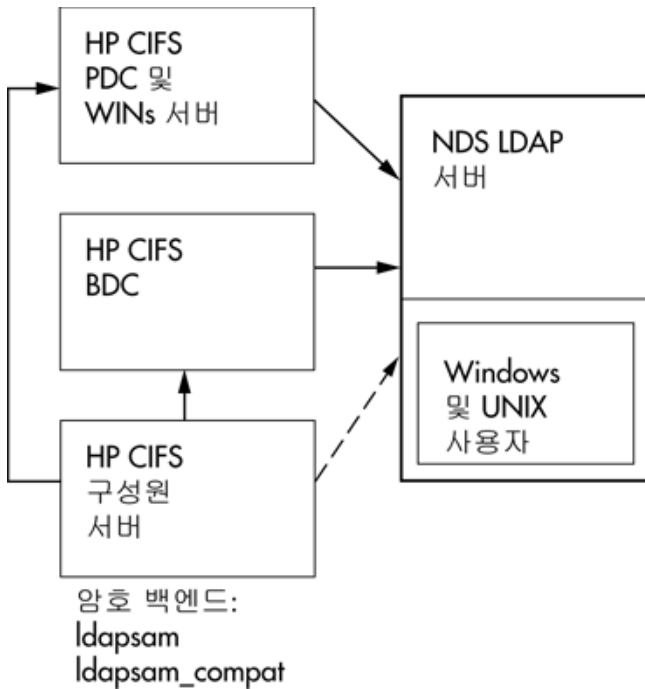 HP CIFS
PDC 및
WINs 서버
NDS LDAP
서버
HP CIFS
BDC
Windows
및 UNIX
사용자
HP CIFS
구성원
서버
암호 백엔드:
ldapsam
ldapsam_compat